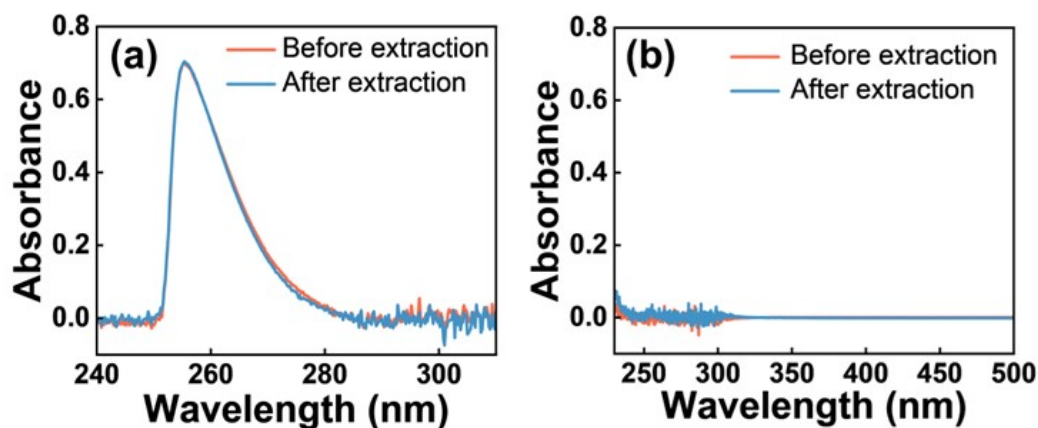 (a)
Before extraction
After extraction
Absorbance
0.8
0.6
0.4
0.2
0.0
240
260
280
300
Wavelength (nm)
(b)
Before extraction
After extraction
Absorbance
0.8
0.6
0.4
0.2
0.0
250
300
350
400
450
500
Wavelength (nm)